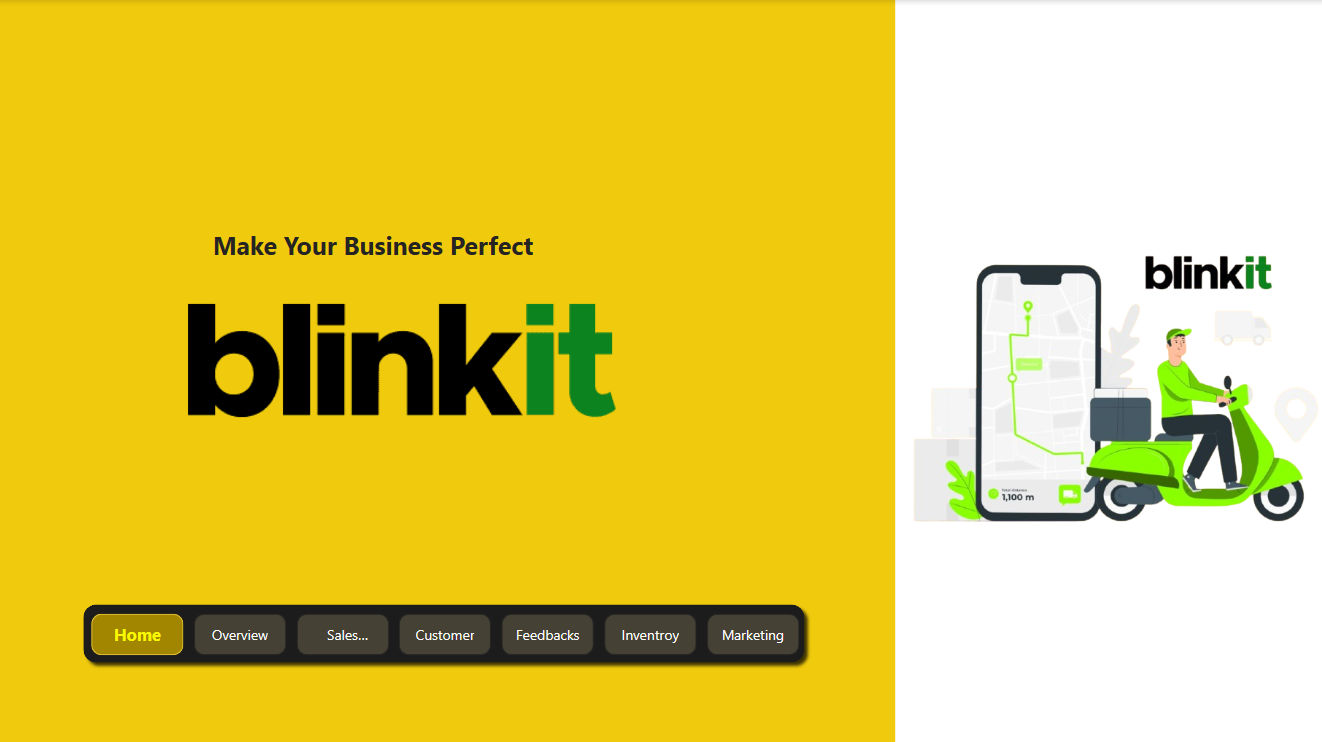 Make Your Business Perfect
blinkit
Home Overview Sales... Customer Feedbacks Inventroy Marketing
blinkit
Total Distance
1,100 m